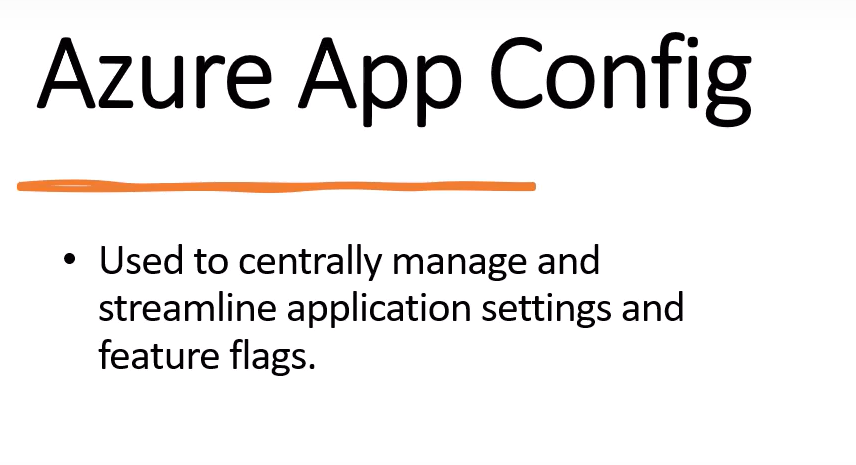 Azure App Config
• Used to centrally manage and
streamline application settings and
feature flags.